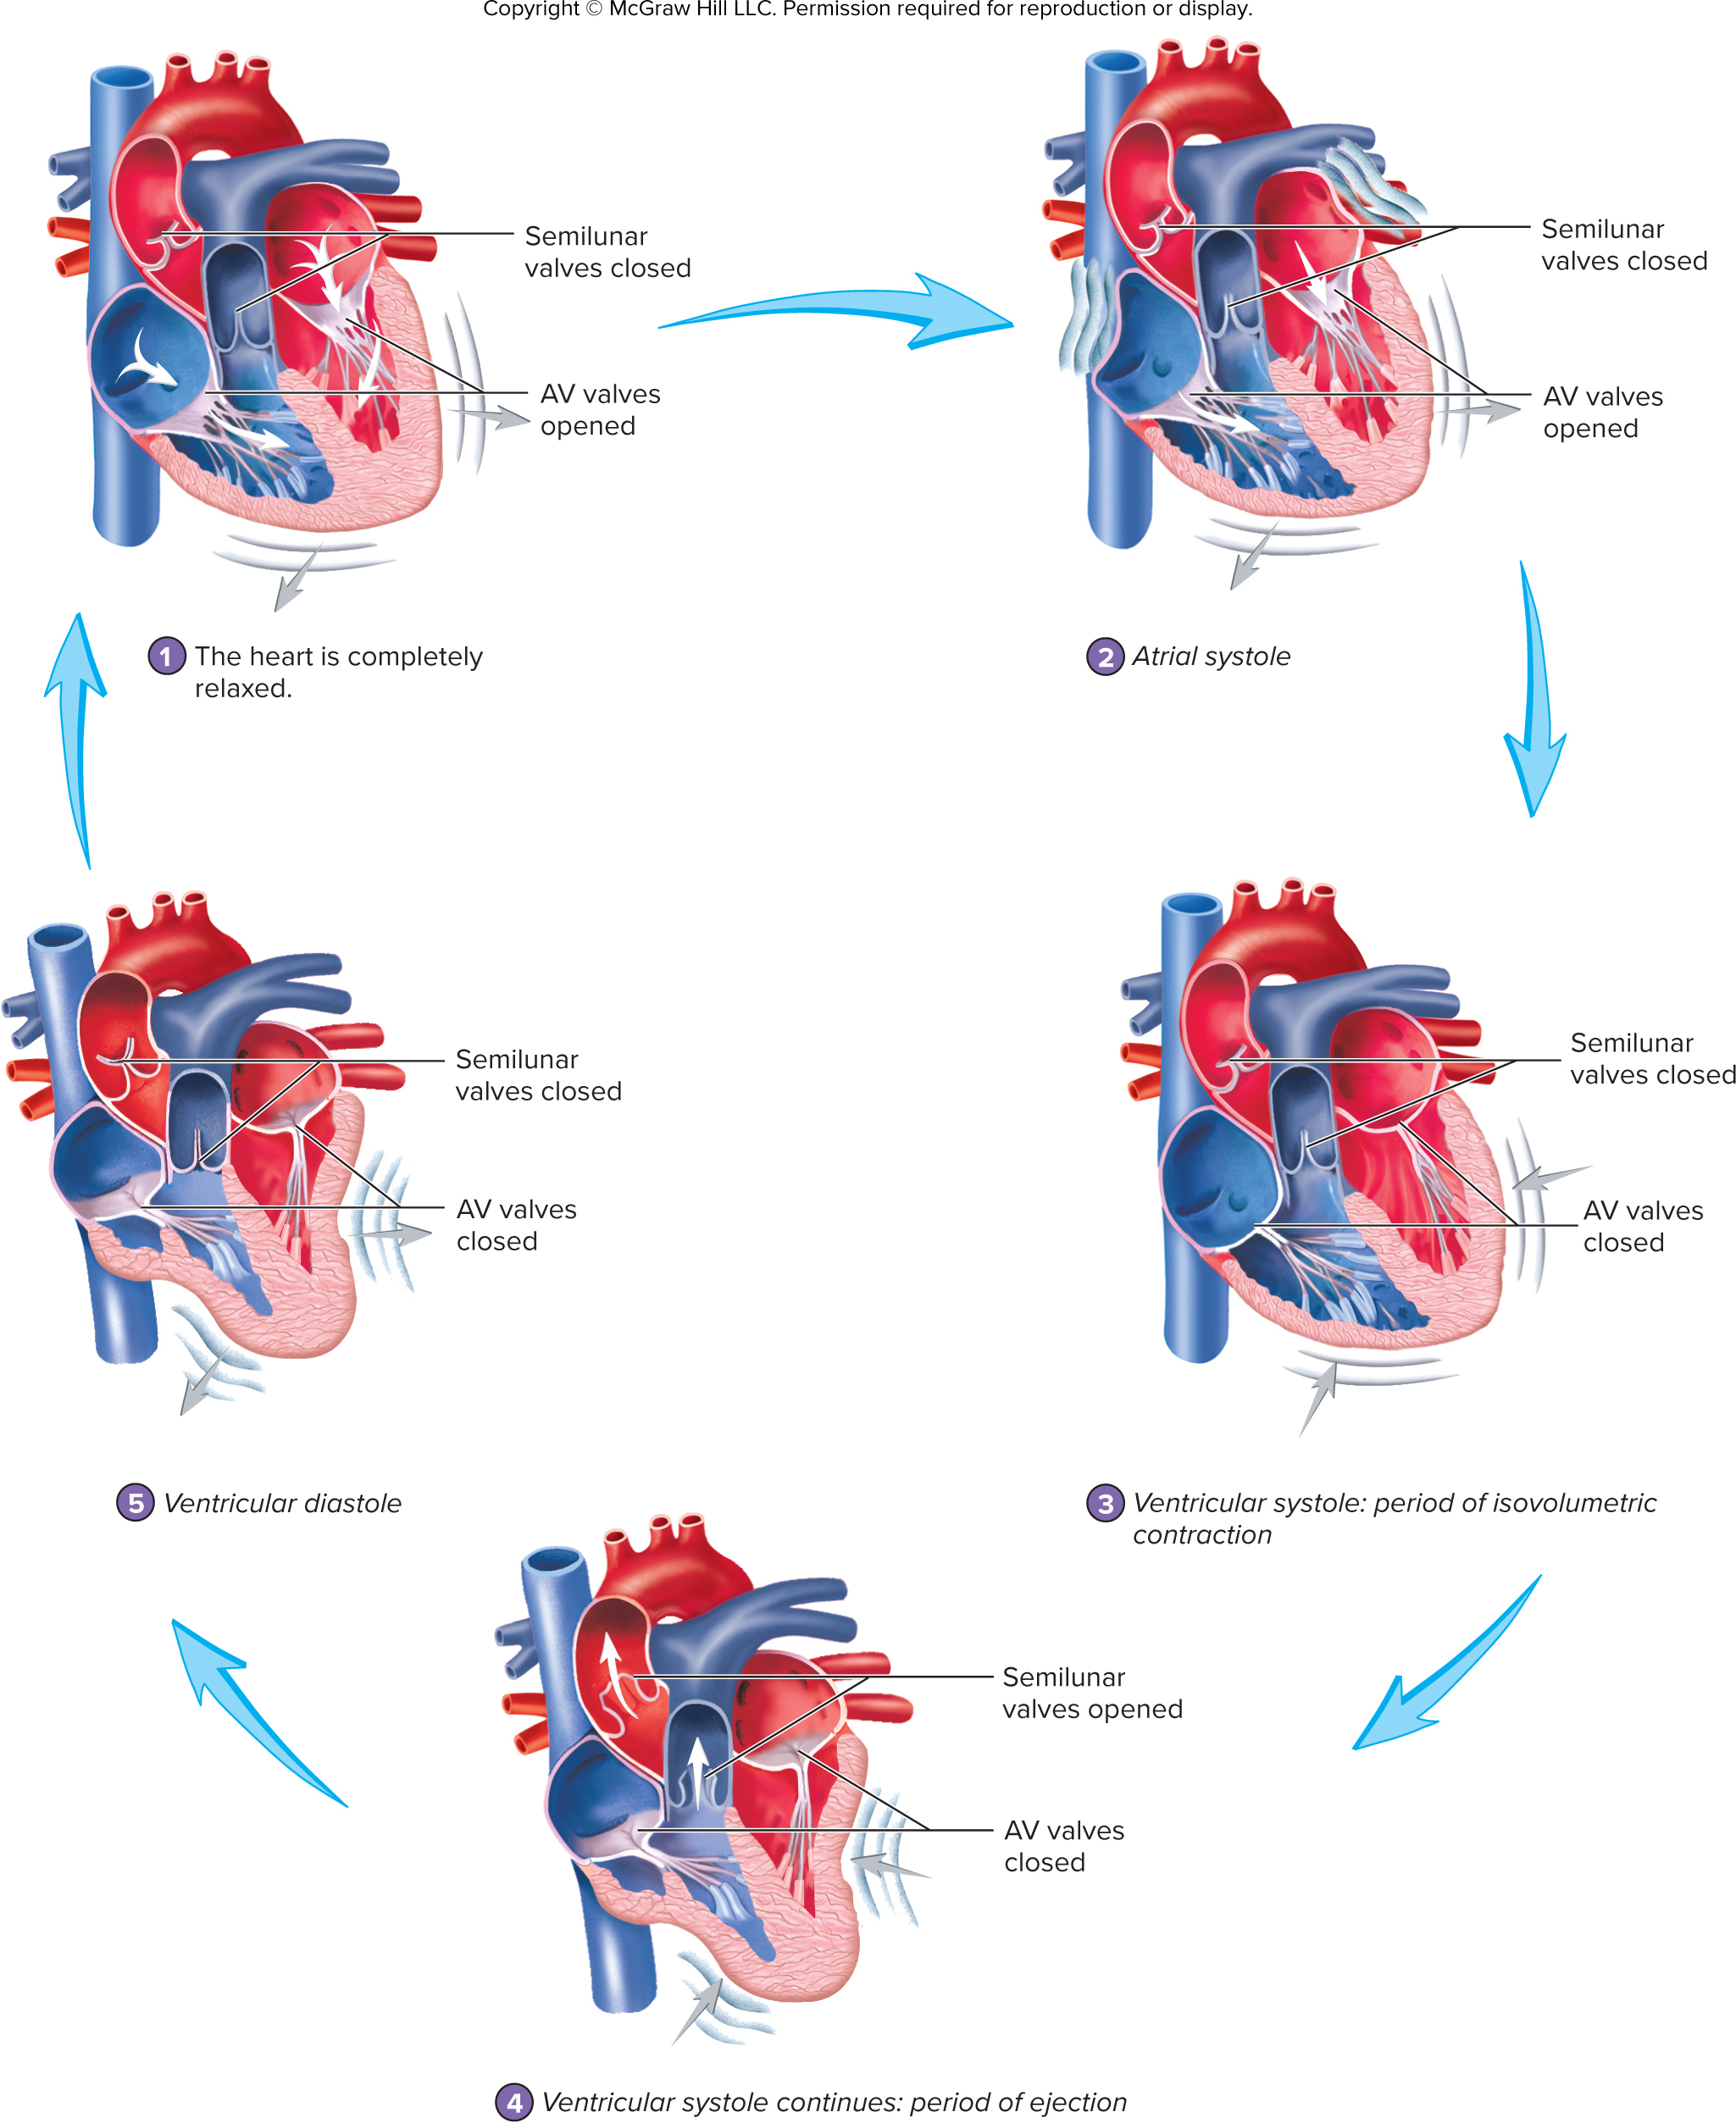 Copyright © McGraw Hill LLC. Permission required for reproduction or display.
Semilunar
valves closed
AV valves
opened
1 The heart is completely
relaxed.
Semilunar
valves closed
AV valves
opened
2 Atrial systole
Semilunar
valves closed
AV valves
closed
3 Ventricular systole: period of isovolumetric
contraction
Semilunar
valves opened
AV valves
closed
4 Ventricular systole continues: period of ejection
Semilunar
valves closed
AV valves
closed
5 Ventricular diastole